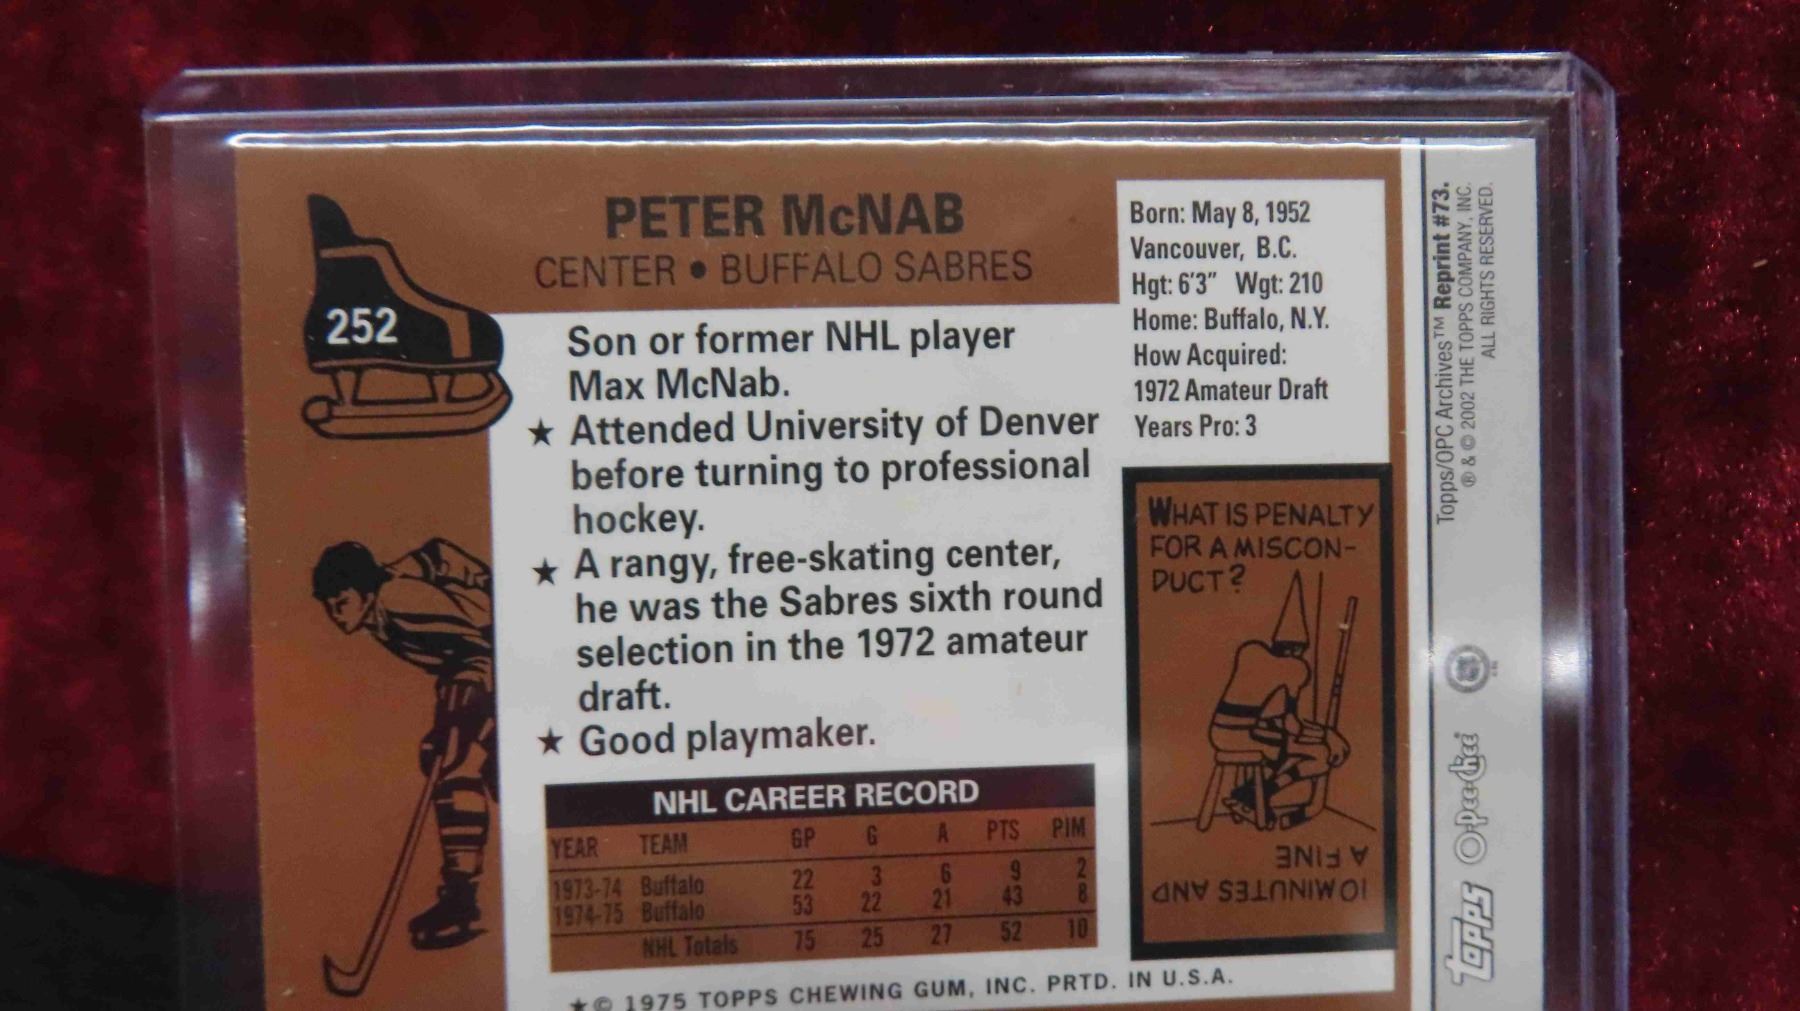 PETER McNAB
CENTER • BUFFALO SABRES
252
Son or former NHL player
Max McNab.
★ Attended University of Denver
before turning to professional
hockey.
★ A rangy, free-skating center,
he was the Sabres sixth round
selection in the 1972 amateur
draft.
★ Good playmaker.
NHL CAREER RECORD
YEAR TEAM GP G A PTS PIM
1973-74 Buffalo 22 3 6 9 2
1974-75 Buffalo 53 22 21 43 8
NHL Totals 75 25 27 52 10
★ © 1975 TOPPS CHEWING GUM, INC. PRTD. IN U.S.A.
Born: May 8, 1952
Vancouver, B.C.
Hgt: 6'3" Wgt: 210
Home: Buffalo, N.Y.
How Acquired:
1972 Amateur Draft
Years Pro: 3
WHAT IS PENALTY
FOR A MISCON-
DUCT?
10 MINUTES AND
A FINE
Topps/OPC Archives™ Reprint #73.
® & © 2002 THE TOPPS COMPANY, INC.
ALL RIGHTS RESERVED.
Topps O-Pee-Chee